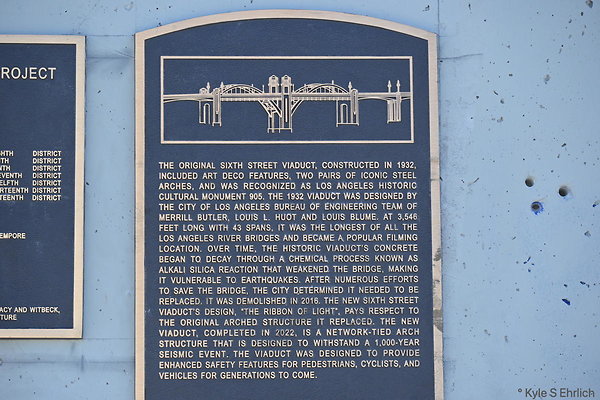 ROJECT
GHTH DISTRICT
NTH DISTRICT
ENTH DISTRICT
EVENTH DISTRICT
WELFTH DISTRICT
IRTEENTH DISTRICT
RTEENTH DISTRICT
EMPORE
ACY AND WITBECK,
TURE
THE ORIGINAL SIXTH STREET VIADUCT, CONSTRUCTED IN 1932,
INCLUDED ART DECO FEATURES, TWO PAIRS OF ICONIC STEEL
ARCHES, AND WAS RECOGNIZED AS LOS ANGELES HISTORIC
CULTURAL MONUMENT 905. THE 1932 VIADUCT WAS DESIGNED BY
THE CITY OF LOS ANGELES BUREAU OF ENGINEERING TEAM OF
MERRILL BUTLER, LOUIS L. HUOT AND LOUIS BLUME. AT 3,546
FEET LONG WITH 43 SPANS, IT WAS THE LONGEST OF ALL THE
LOS ANGELES RIVER BRIDGES AND BECAME A POPULAR FILMING
LOCATION. OVER TIME, THE HISTORIC VIADUCT'S CONCRETE
BEGAN TO DECAY THROUGH A CHEMICAL PROCESS KNOWN AS
ALKALI SILICA REACTION THAT WEAKENED THE BRIDGE, MAKING
IT VULNERABLE TO EARTHQUAKES. AFTER NUMEROUS EFFORTS
TO SAVE THE BRIDGE, THE CITY DETERMINED IT NEEDED TO BE
REPLACED. IT WAS DEMOLISHED IN 2016. THE NEW SIXTH STREET
VIADUCT'S DESIGN, "THE RIBBON OF LIGHT", PAYS RESPECT TO
THE ORIGINAL ARCHED STRUCTURE IT REPLACED. THE NEW
VIADUCT, COMPLETED IN 2022, IS A NETWORK-TIED ARCH
STRUCTURE THAT IS DESIGNED TO WITHSTAND A 1,000-YEAR
SEISMIC EVENT. THE VIADUCT WAS DESIGNED TO PROVIDE
ENHANCED SAFETY FEATURES FOR PEDESTRIANS, CYCLISTS, AND
VEHICLES FOR GENERATIONS TO COME.
° Kyle S Ehrlich